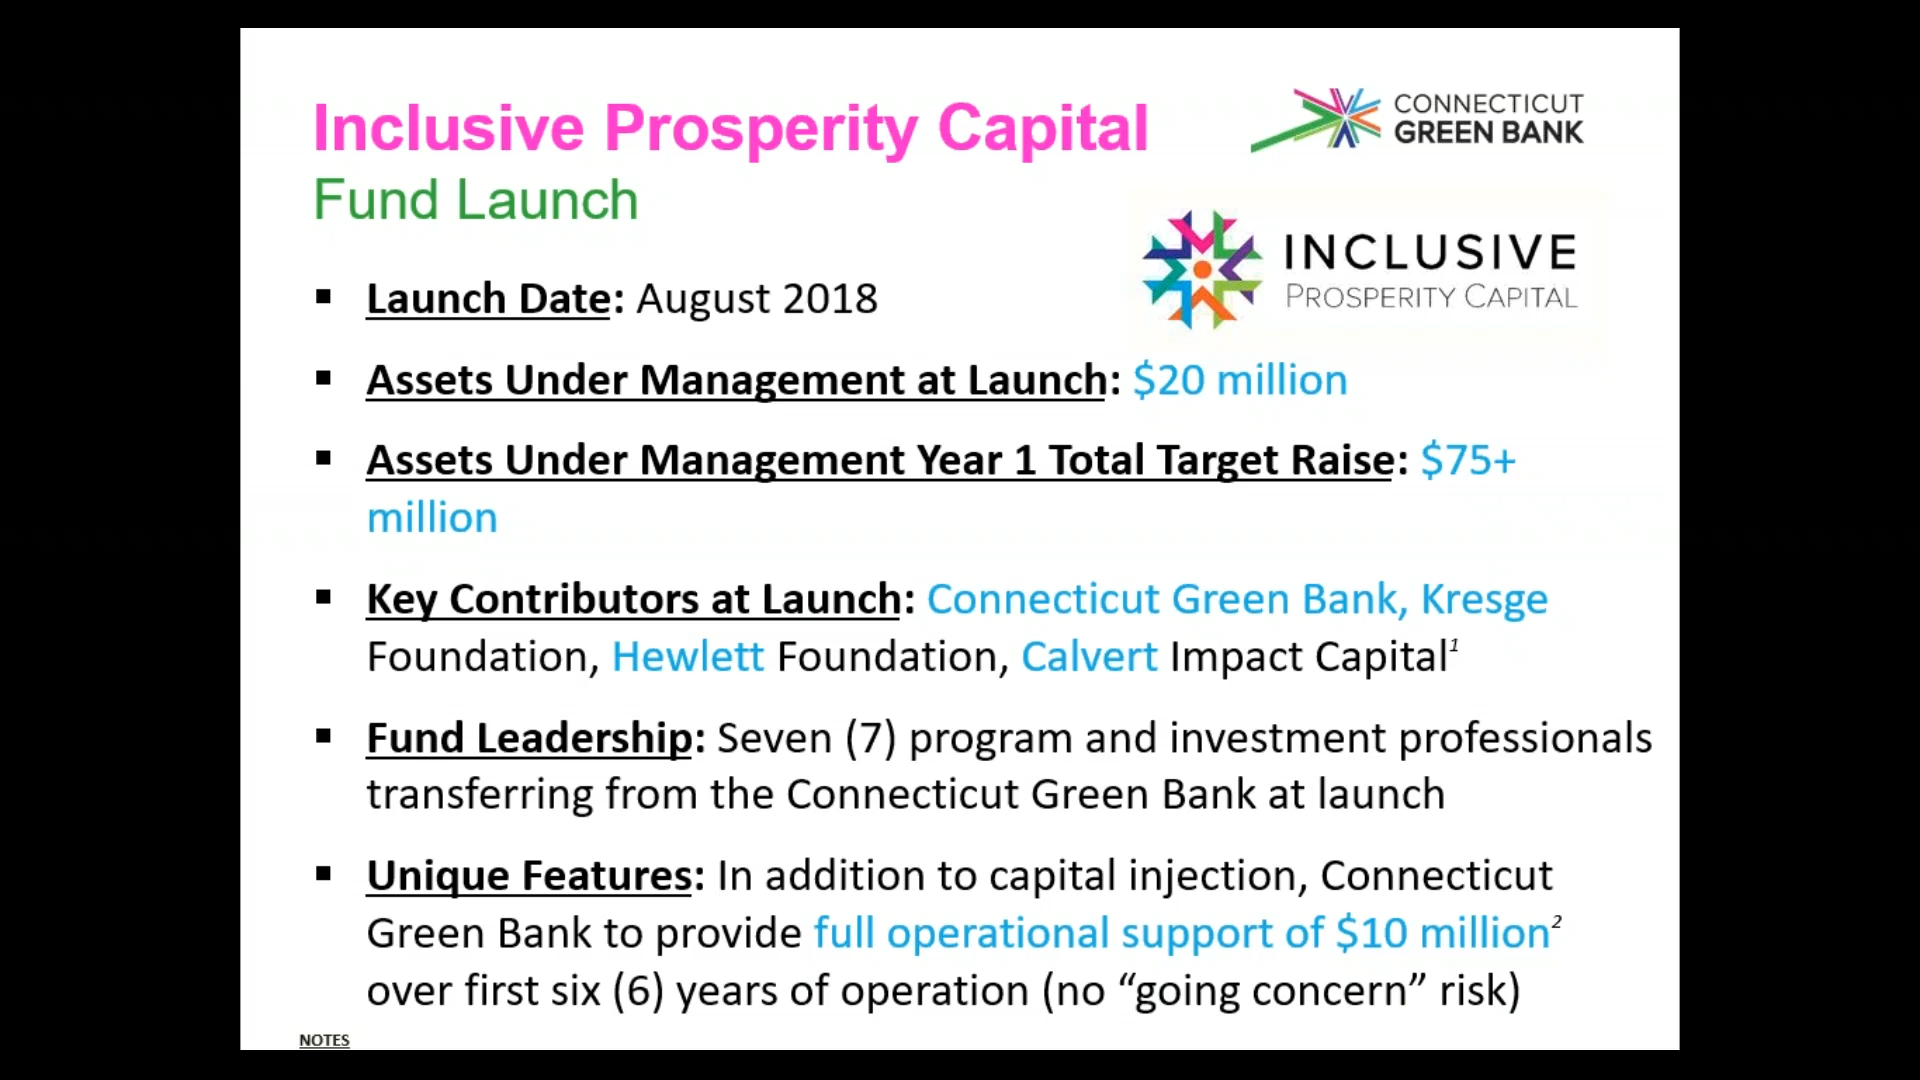 Inclusive Prosperity Capital
Fund Launch
CONNECTICUT
GREEN BANK
INCLUSIVE
PROSPERITY CAPITAL
▪ Launch Date: August 2018
▪ Assets Under Management at Launch: $20 million
▪ Assets Under Management Year 1 Total Target Raise: $75+
million
▪ Key Contributors at Launch: Connecticut Green Bank, Kresge
Foundation, Hewlett Foundation, Calvert Impact Capital¹
▪ Fund Leadership: Seven (7) program and investment professionals
transferring from the Connecticut Green Bank at launch
▪ Unique Features: In addition to capital injection, Connecticut
Green Bank to provide full operational support of $10 million²
over first six (6) years of operation (no “going concern” risk)
NOTES